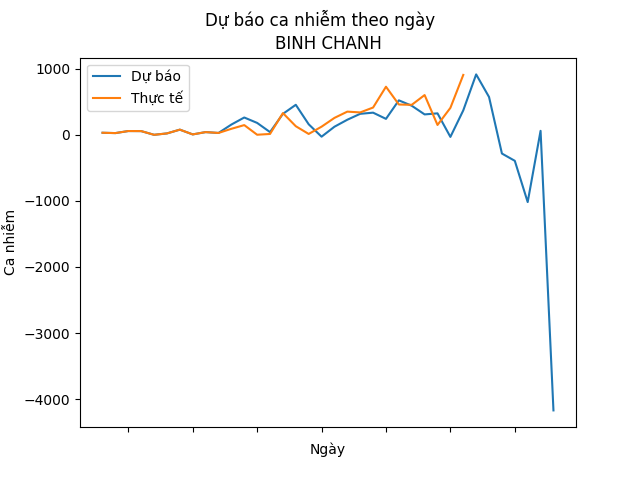 Dự báo ca nhiễm theo ngày
BINH CHANH
Dự báo
Thực tế
1000
0
−1000
−2000
−3000
−4000
Ca nhiễm
Ngày